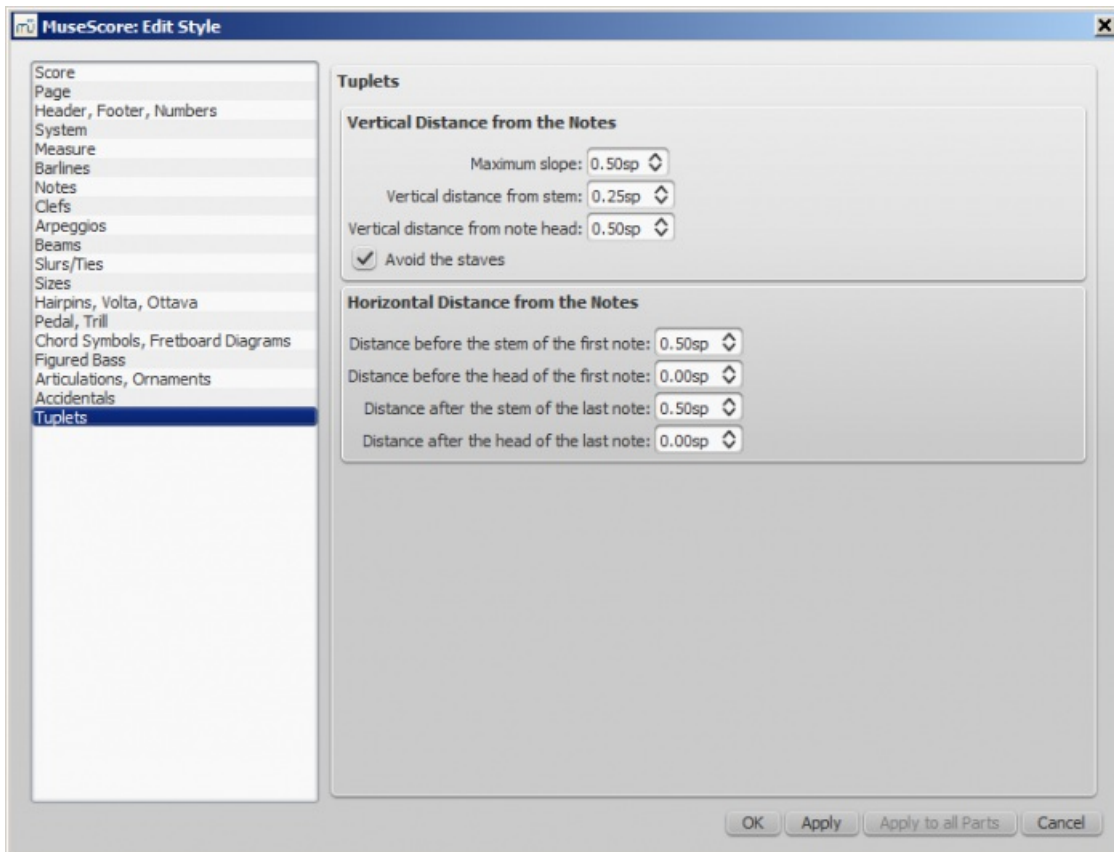 mü MuseScore: Edit Style
Score
Page
Header, Footer, Numbers
System
Measure
Barlines
Notes
Clefs
Arpeggios
Beams
Slurs/Ties
Sizes
Hairpins, Volta, Ottava
Pedal, Trill
Chord Symbols, Fretboard Diagrams
Figured Bass
Articulations, Ornaments
Accidentals
Tuplets
Tuplets
Vertical Distance from the Notes
Maximum slope: 0.50sp
Vertical distance from stem: 0.25sp
Vertical distance from note head: 0.50sp
Avoid the staves
Horizontal Distance from the Notes
Distance before the stem of the first note: 0.50sp
Distance before the head of the first note: 0.00sp
Distance after the stem of the last note: 0.50sp
Distance after the head of the last note: 0.00sp
OK Apply Apply to all Parts Cancel